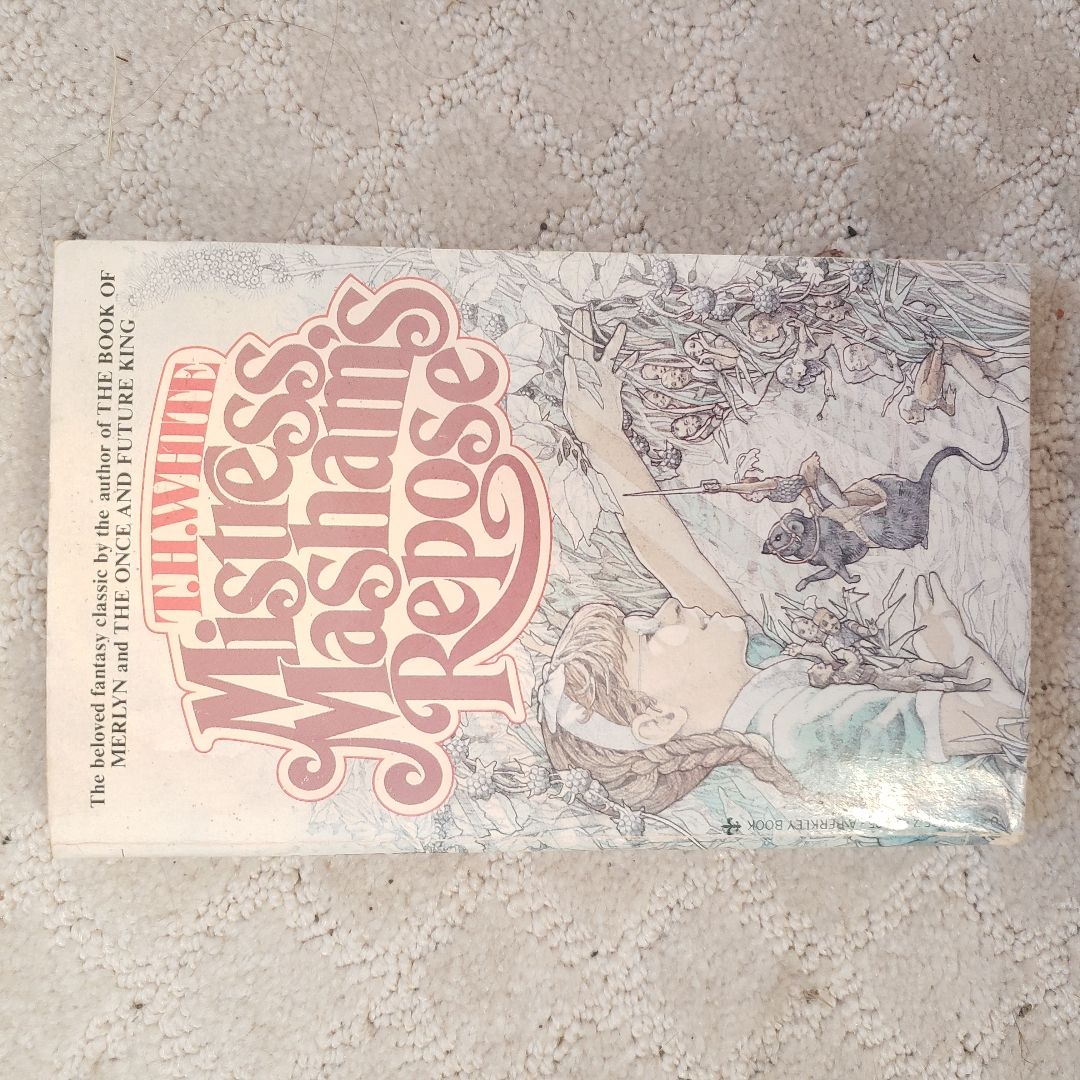 The beloved fantasy classic by the author of THE BOOK OF
MERLYN and THE ONCE AND FUTURE KING
T.H.WHITE
Mistress
Masham's
Repose
A BERKLEY BOOK